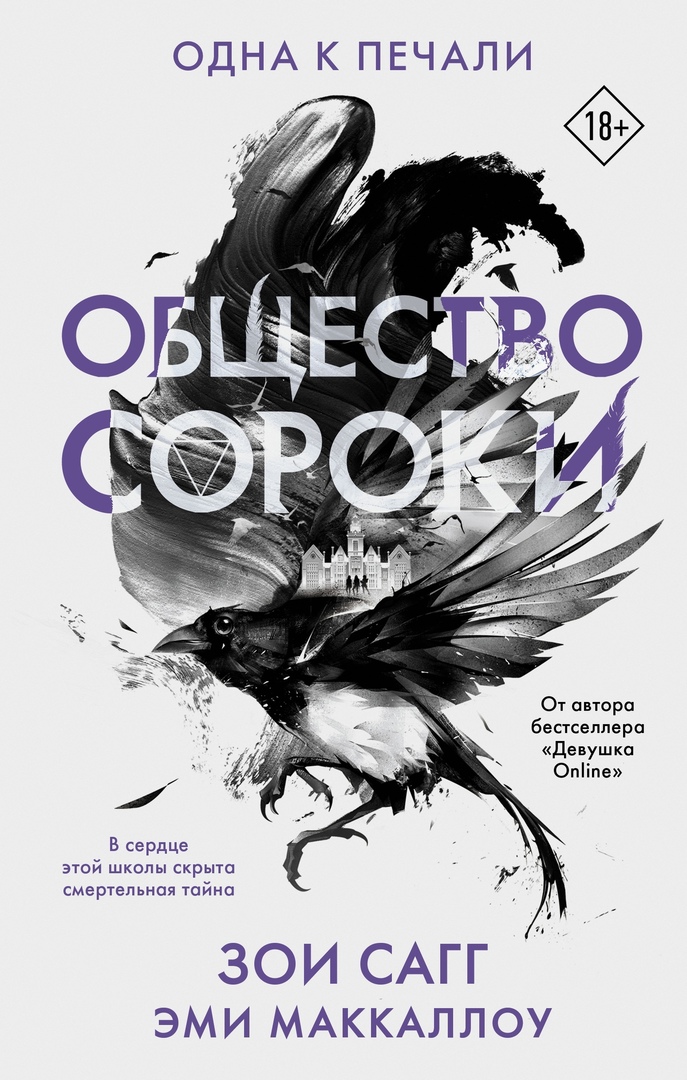 ОДНА К ПЕЧАЛИ
18+
ОБЩЕСТВО
СОРОКИ
От автора
бестселлера
«Девушка
Online»
В сердце
этой школы скрыта
смертельная тайна
ЗОИ САГГ
ЭМИ МАККАЛЛОУ